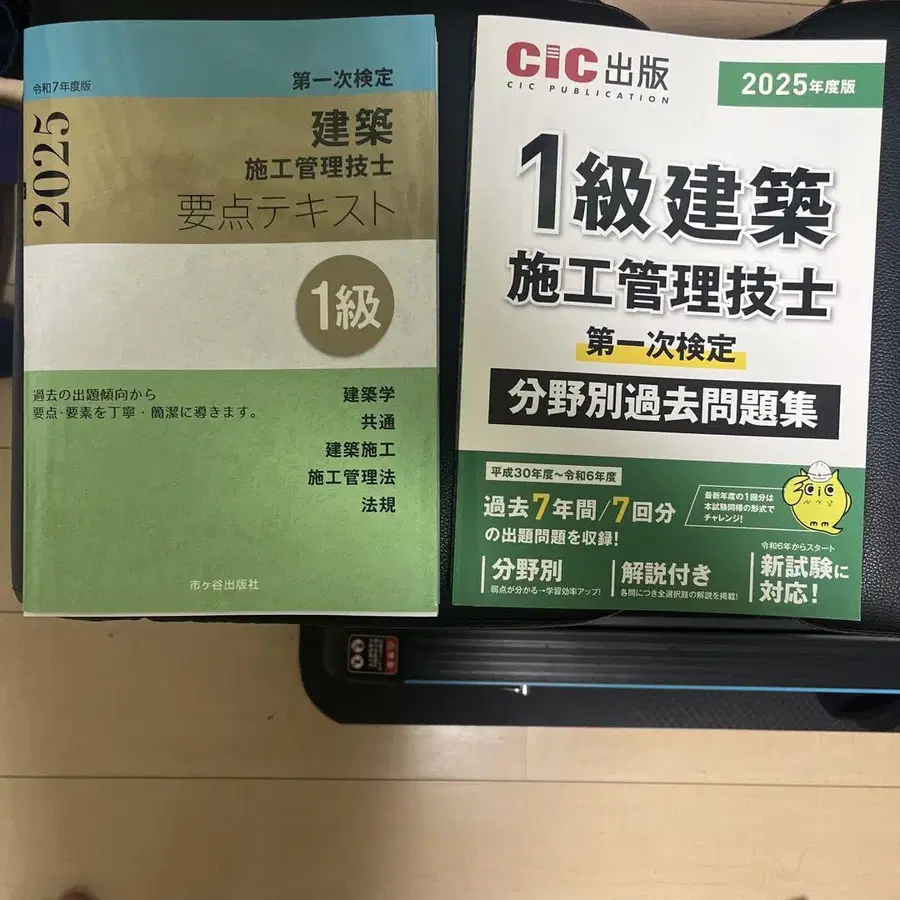 令和7年度版
第一次検定
2025
建築
施工管理技士
要点テキスト
1級
過去の出題傾向から
要点・要素を丁寧・簡潔に導きます。
建築学
共通
建築施工
施工管理法
法規
市ヶ谷出版社
CIC出版
CIC PUBLICATION
2025年度版
1級建築
施工管理技士
第一次検定
分野別過去問題集
平成30年度〜令和6年度
過去7年間/7回分
の出題問題を収録!
最新年度の1回分は
本試験同様の形式で
チャレンジ!
CIC
分野別
弱点が分かる→学習効率アップ!
解説付き
各問につき全選択肢の解説を掲載!
令和6年からスタート
新試験に
対応!